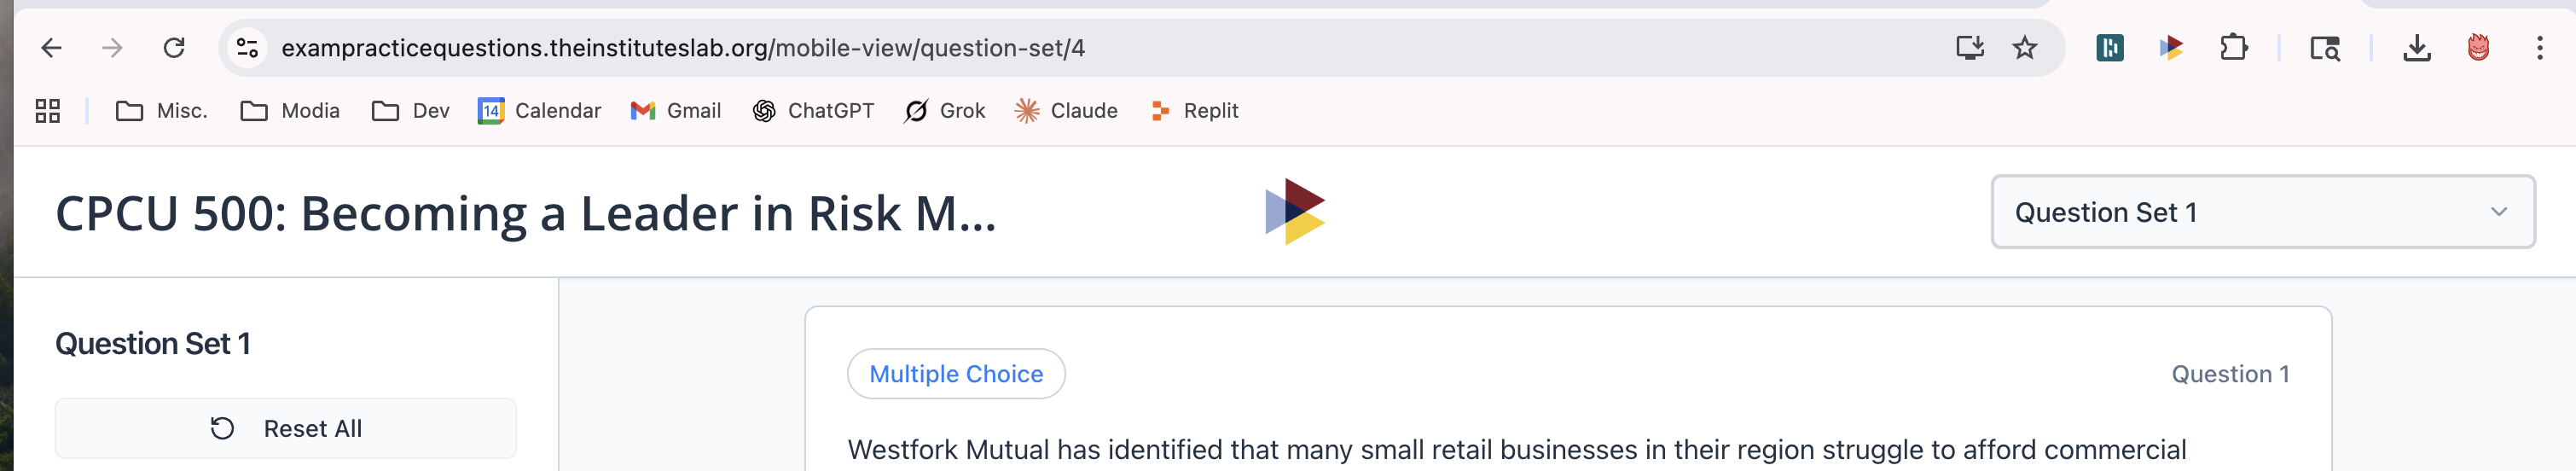 exampracticequestions.theinstituteslab.org/mobile-view/question-set/4
Misc. Modia Dev 14 Calendar Gmail ChatGPT Grok Claude Replit
CPCU 500: Becoming a Leader in Risk M...
Question Set 1
Question Set 1
Reset All
Multiple Choice
Question 1
Westfork Mutual has identified that many small retail businesses in their region struggle to afford commercial